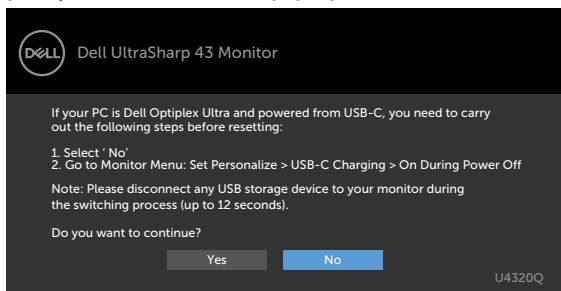 DELL
Dell UltraSharp 43 Monitor
If your PC is Dell Optiplex Ultra and powered from USB-C, you need to carry
out the following steps before resetting:
1. Select ‘ No’
2. Go to Monitor Menu: Set Personalize > USB-C Charging > On During Power Off
Note: Please disconnect any USB storage device to your monitor during
the switching process (up to 12 seconds).
Do you want to continue?
Yes No
U4320Q